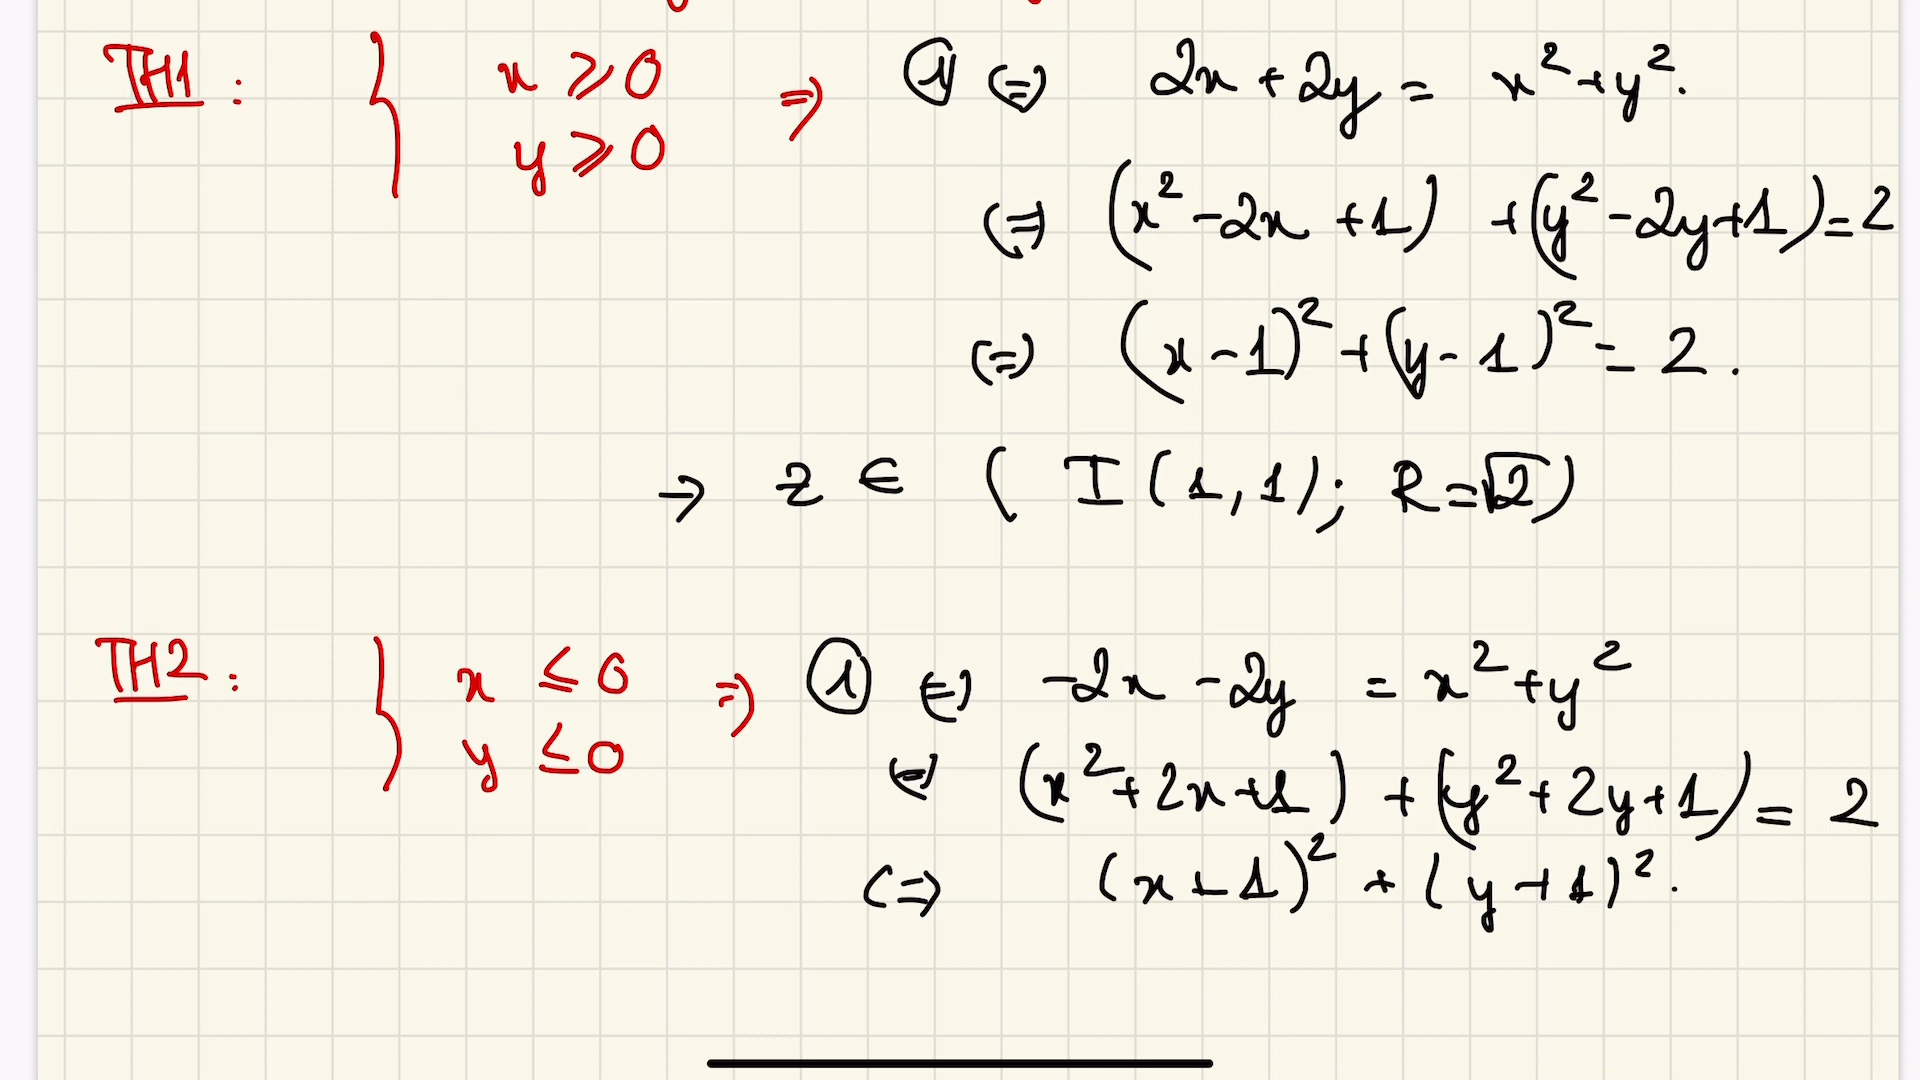 TH1 : { x ⩾ 0 ⇒ ① ⇔ 2x + 2y = x² + y².
y ⩾ 0
⇔ (x² - 2x + 1) + (y² - 2y + 1) = 2
⇔ (x - 1)² + (y - 1)² = 2 .
→ z ∈ ( I (1, 1) ; R = √2 )
TH2 : } x ≤ 0 ⇒ ① ⇔ -2x - 2y = x² + y²
y ≤ 0
⇔ (x² + 2x + 1) + (y² + 2y + 1) = 2
⇔ (x + 1)² + (y + 1)² .